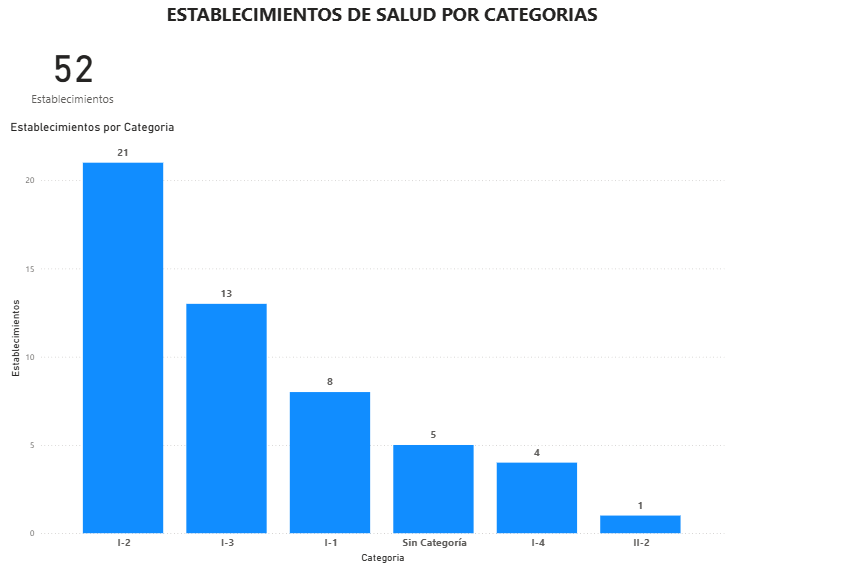 ESTABLECIMIENTOS DE SALUD POR CATEGORIAS
52
Establecimientos
Establecimientos por Categoria
21
20
15
13
10
8
5
5
4
1
0
Establecimientos
I-2
I-3
I-1
Sin Categoría
I-4
II-2
Categoria